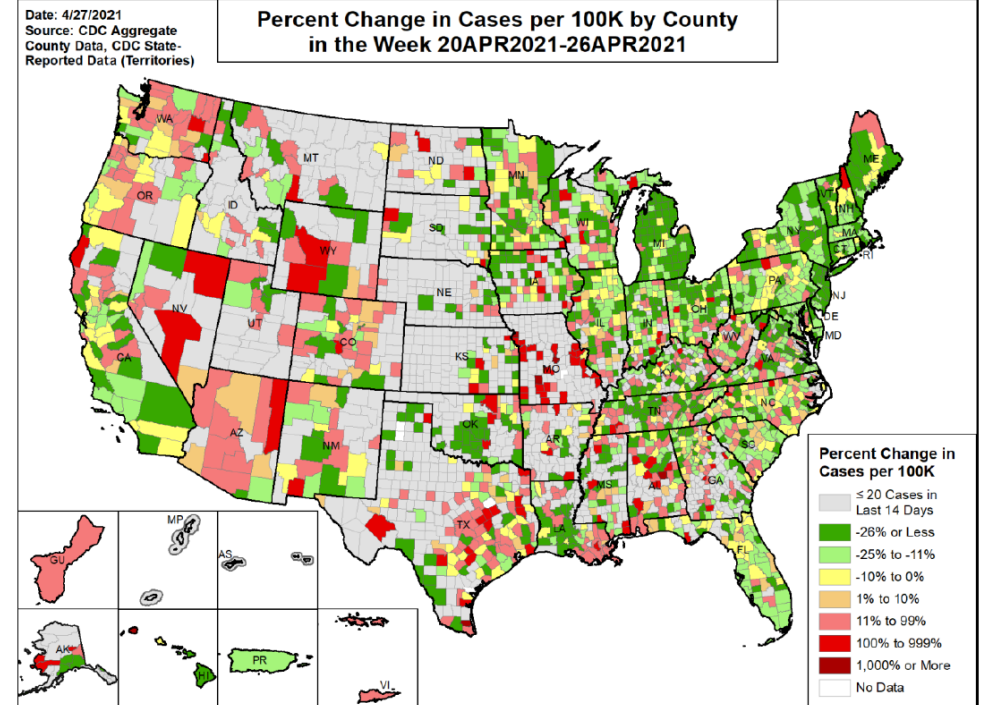 Date: 4/27/2021
Source: CDC Aggregate
County Data, CDC State-
Reported Data (Territories)
Percent Change in Cases per 100K by County
in the Week 20APR2021-26APR2021
WA
MT
ND
MN
ME
OR
ID
SD
WI
VT
NH
WY
MI
NY
MA
CT
RI
NE
IA
PA
NV
UT
CO
IL
IN
OH
NJ
DE
MD
CA
KS
MO
WV
VA
KY
AZ
NM
OK
AR
TN
NC
SC
MS
AL
GA
TX
LA
FL
GU
MP
AS
AK
HI
PR
VI
Percent Change in
Cases per 100K
≤ 20 Cases in
Last 14 Days
-26% or Less
-25% to -11%
-10% to 0%
1% to 10%
11% to 99%
100% to 999%
1,000% or More
No Data